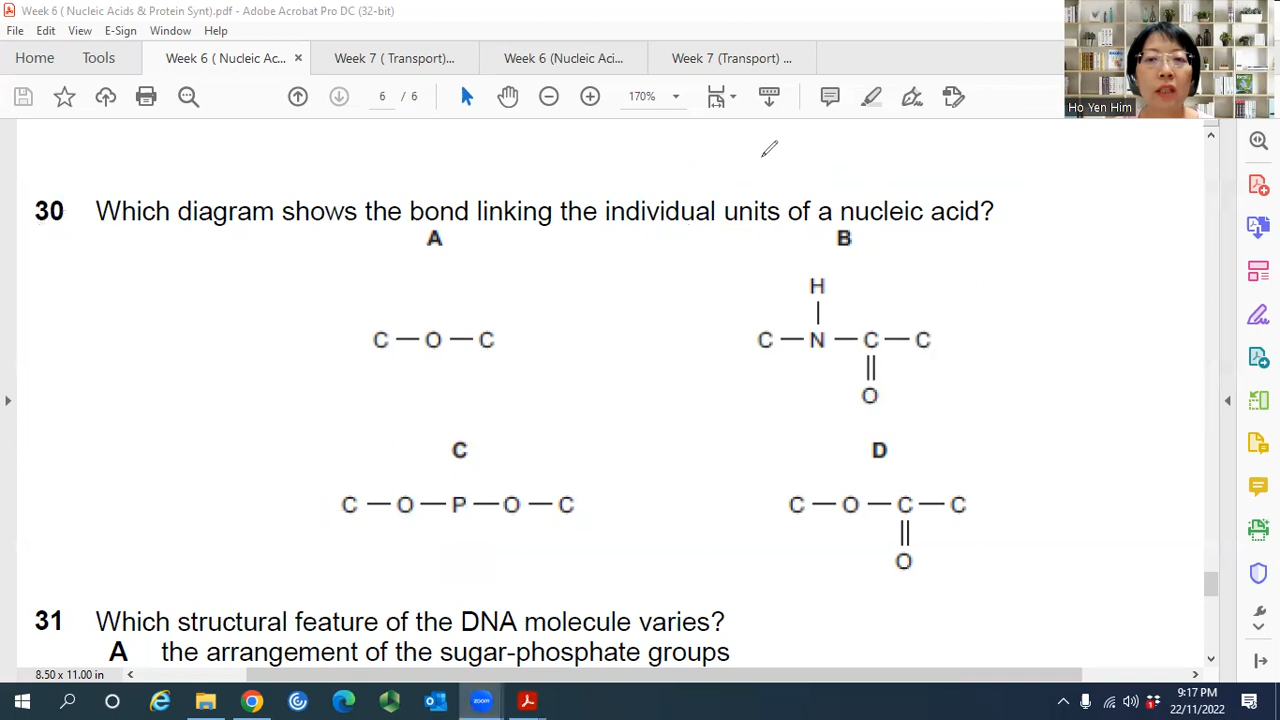 Week 6 ( Nucleic Acids & Protein Synt).pdf - Adobe Acrobat Pro DC (32-bit)
File Edit View E-Sign Window Help
Home Tools Week 6 ( Nucleic Ac... × Week 7 ( Transport)... Week 6 (Nucleic Aci... Week 7 (Transport) ...
6 / 6 170%
Ho Yen Him
30 Which diagram shows the bond linking the individual units of a nucleic acid?
A B
H
C — O — C C — N — C — C
O
C D
C — O — P — O — C C — O — C — C
O
31 Which structural feature of the DNA molecule varies?
A the arrangement of the sugar-phosphate groups
8.50 x 11.00 in
zoom
9:17 PM
22/11/2022